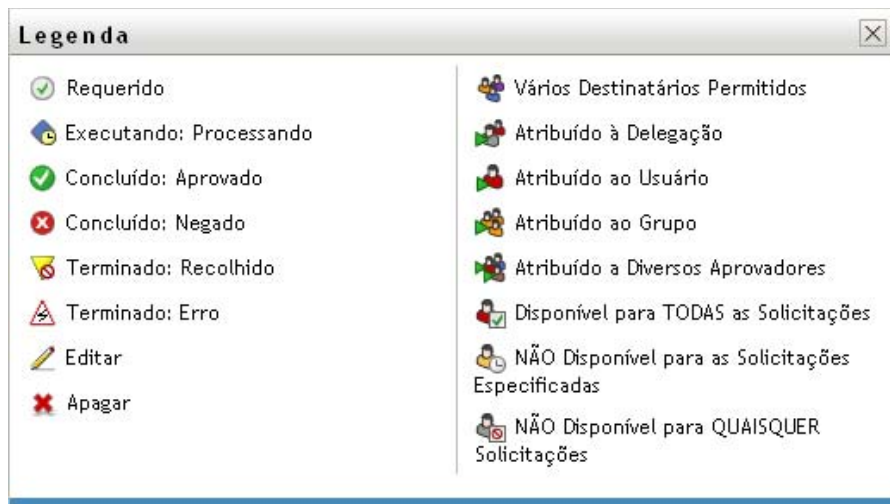 Legenda
Requerido
Executando: Processando
Concluído: Aprovado
Concluído: Negado
Terminado: Recolhido
Terminado: Erro
Editar
Apagar
Vários Destinatários Permitidos
Atribuído à Delegação
Atribuído ao Usuário
Atribuído ao Grupo
Atribuído a Diversos Aprovadores
Disponível para TODAS as Solicitações
NÃO Disponível para as Solicitações
Especificadas
NÃO Disponível para QUAISQUER
Solicitações